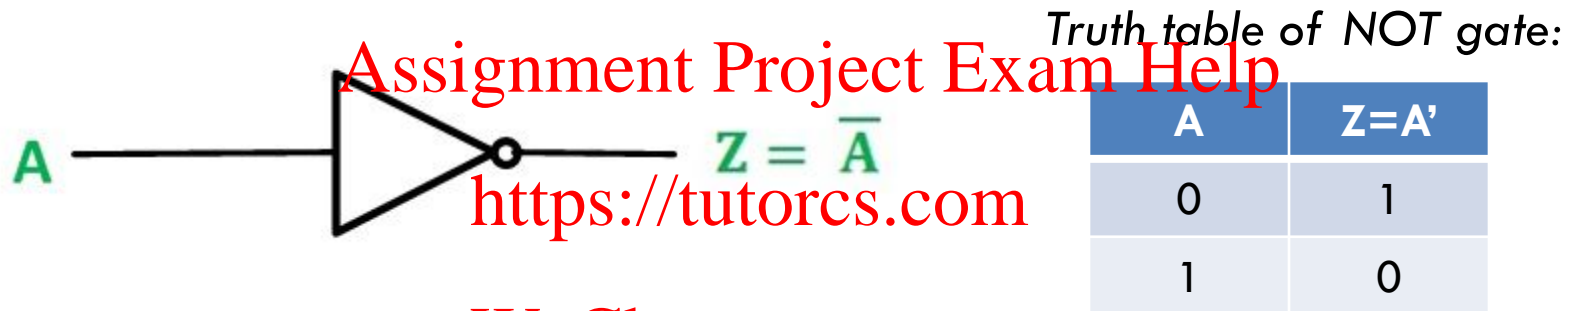 Truth table of NOT gate:
Assignment Project Exam Help
A Z=A’
A Z = A̅
https://tutorcs.com
0 1
1 0